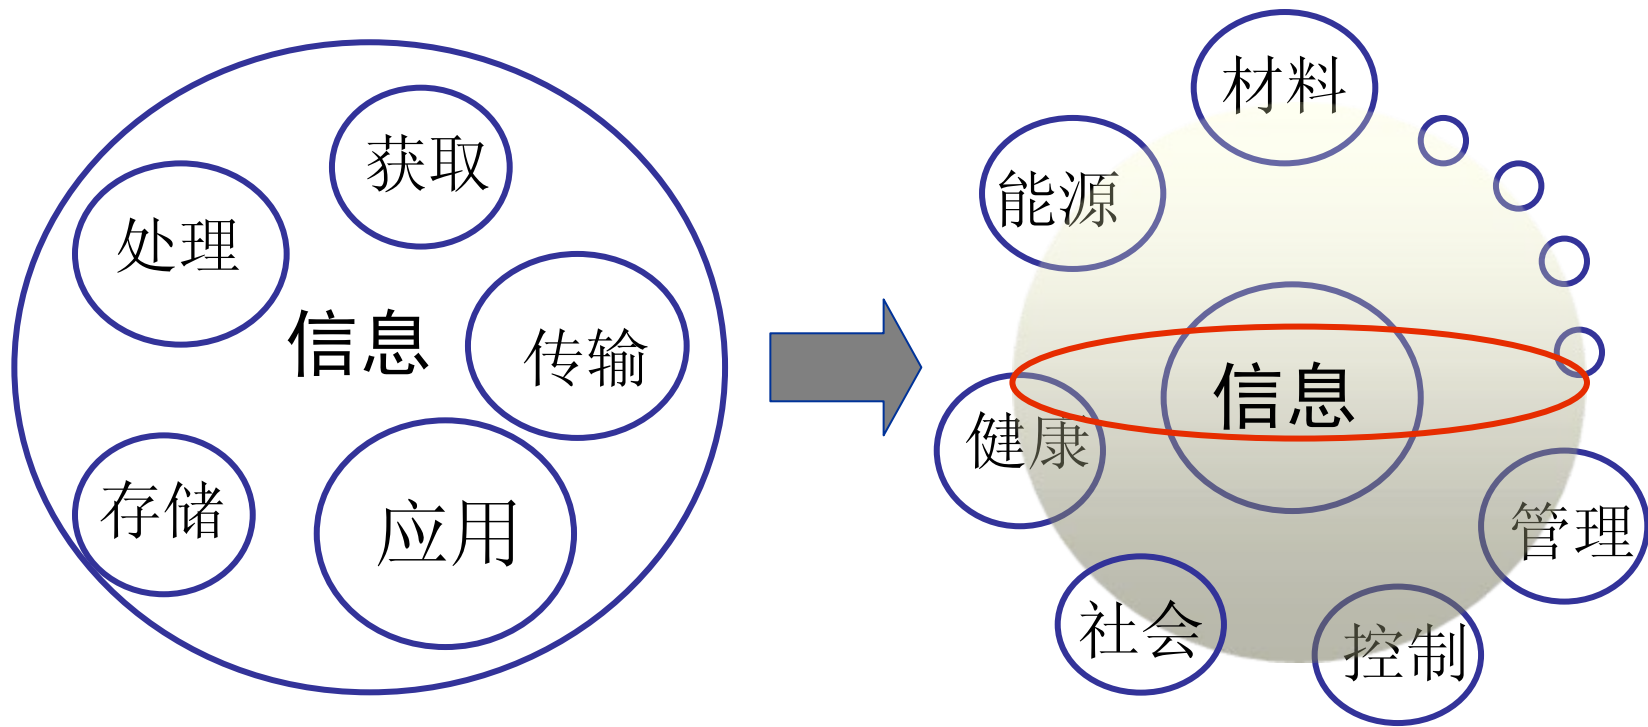 获取
处理
信息
传输
存储
应用
材料
能源
信息
健康
管理
社会
控制